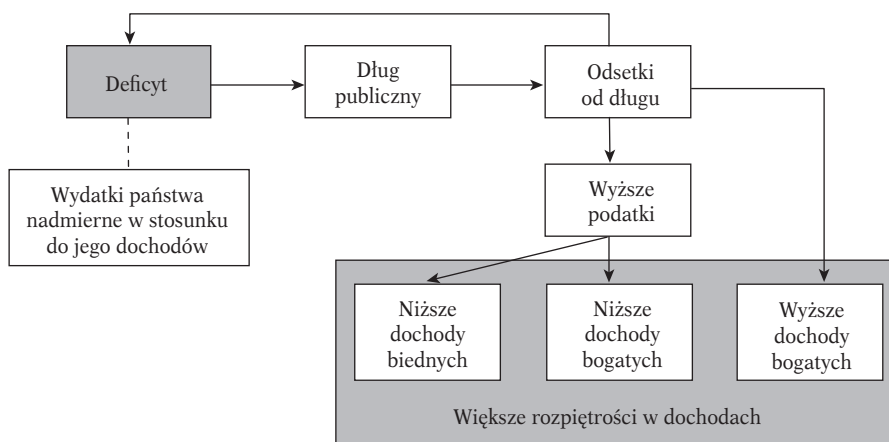 Deficyt
Dług
publiczny
Odsetki
od długu
Wydatki państwa
nadmierne w stosunku
do jego dochodów
Wyższe
podatki
Niższe
dochody
biednych
Niższe
dochody
bogatych
Wyższe
dochody
bogatych
Większe rozpiętrości w dochodach